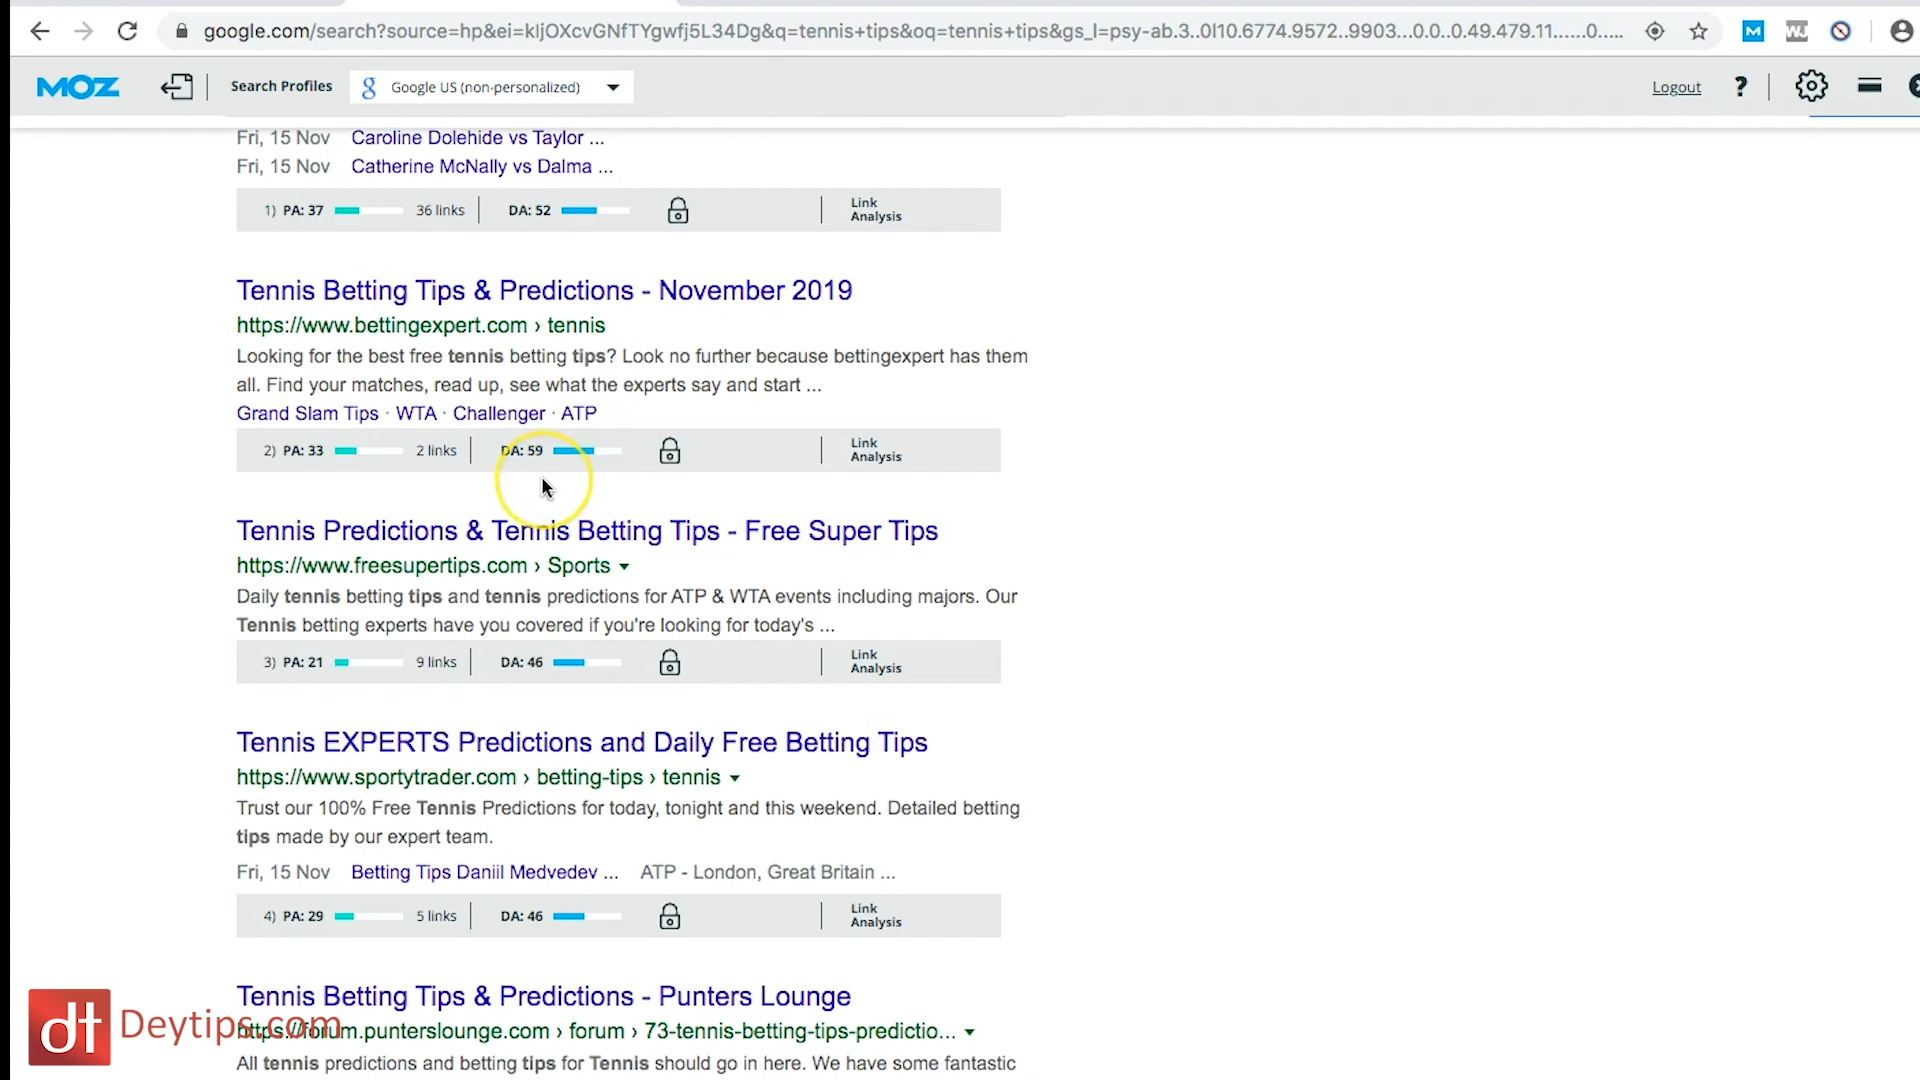 google.com/search?source=hp&ei=kljOXcvGNfTYgwfj5L34Dg&q=tennis+tips&oq=tennis+tips&gs_l=psy-ab.3..0l10.6774.9572..9903...0.0..0.49.479.11......0.....
MOZ
Search Profiles
Google US (non-personalized)
Logout
?
Fri, 15 Nov Caroline Dolehide vs Taylor ...
Fri, 15 Nov Catherine McNally vs Dalma ...
1) PA: 37 36 links DA: 52 Link Analysis
Tennis Betting Tips & Predictions - November 2019
https://www.bettingexpert.com › tennis
Looking for the best free tennis betting tips? Look no further because bettingexpert has them
all. Find your matches, read up, see what the experts say and start ...
Grand Slam Tips · WTA · Challenger · ATP
2) PA: 33 2 links DA: 59 Link Analysis
Tennis Predictions & Tennis Betting Tips - Free Super Tips
https://www.freesupertips.com › Sports
Daily tennis betting tips and tennis predictions for ATP & WTA events including majors. Our
Tennis betting experts have you covered if you're looking for today's ...
3) PA: 21 9 links DA: 46 Link Analysis
Tennis EXPERTS Predictions and Daily Free Betting Tips
https://www.sportytrader.com › betting-tips › tennis
Trust our 100% Free Tennis Predictions for today, tonight and this weekend. Detailed betting
tips made by our expert team.
Fri, 15 Nov Betting Tips Daniil Medvedev ... ATP - London, Great Britain ...
4) PA: 29 5 links DA: 46 Link Analysis
Tennis Betting Tips & Predictions - Punters Lounge
https://forum.punterslounge.com › forum › 73-tennis-betting-tips-predictio...
All tennis predictions and betting tips for Tennis should go in here. We have some fantastic
dt Deytips.com